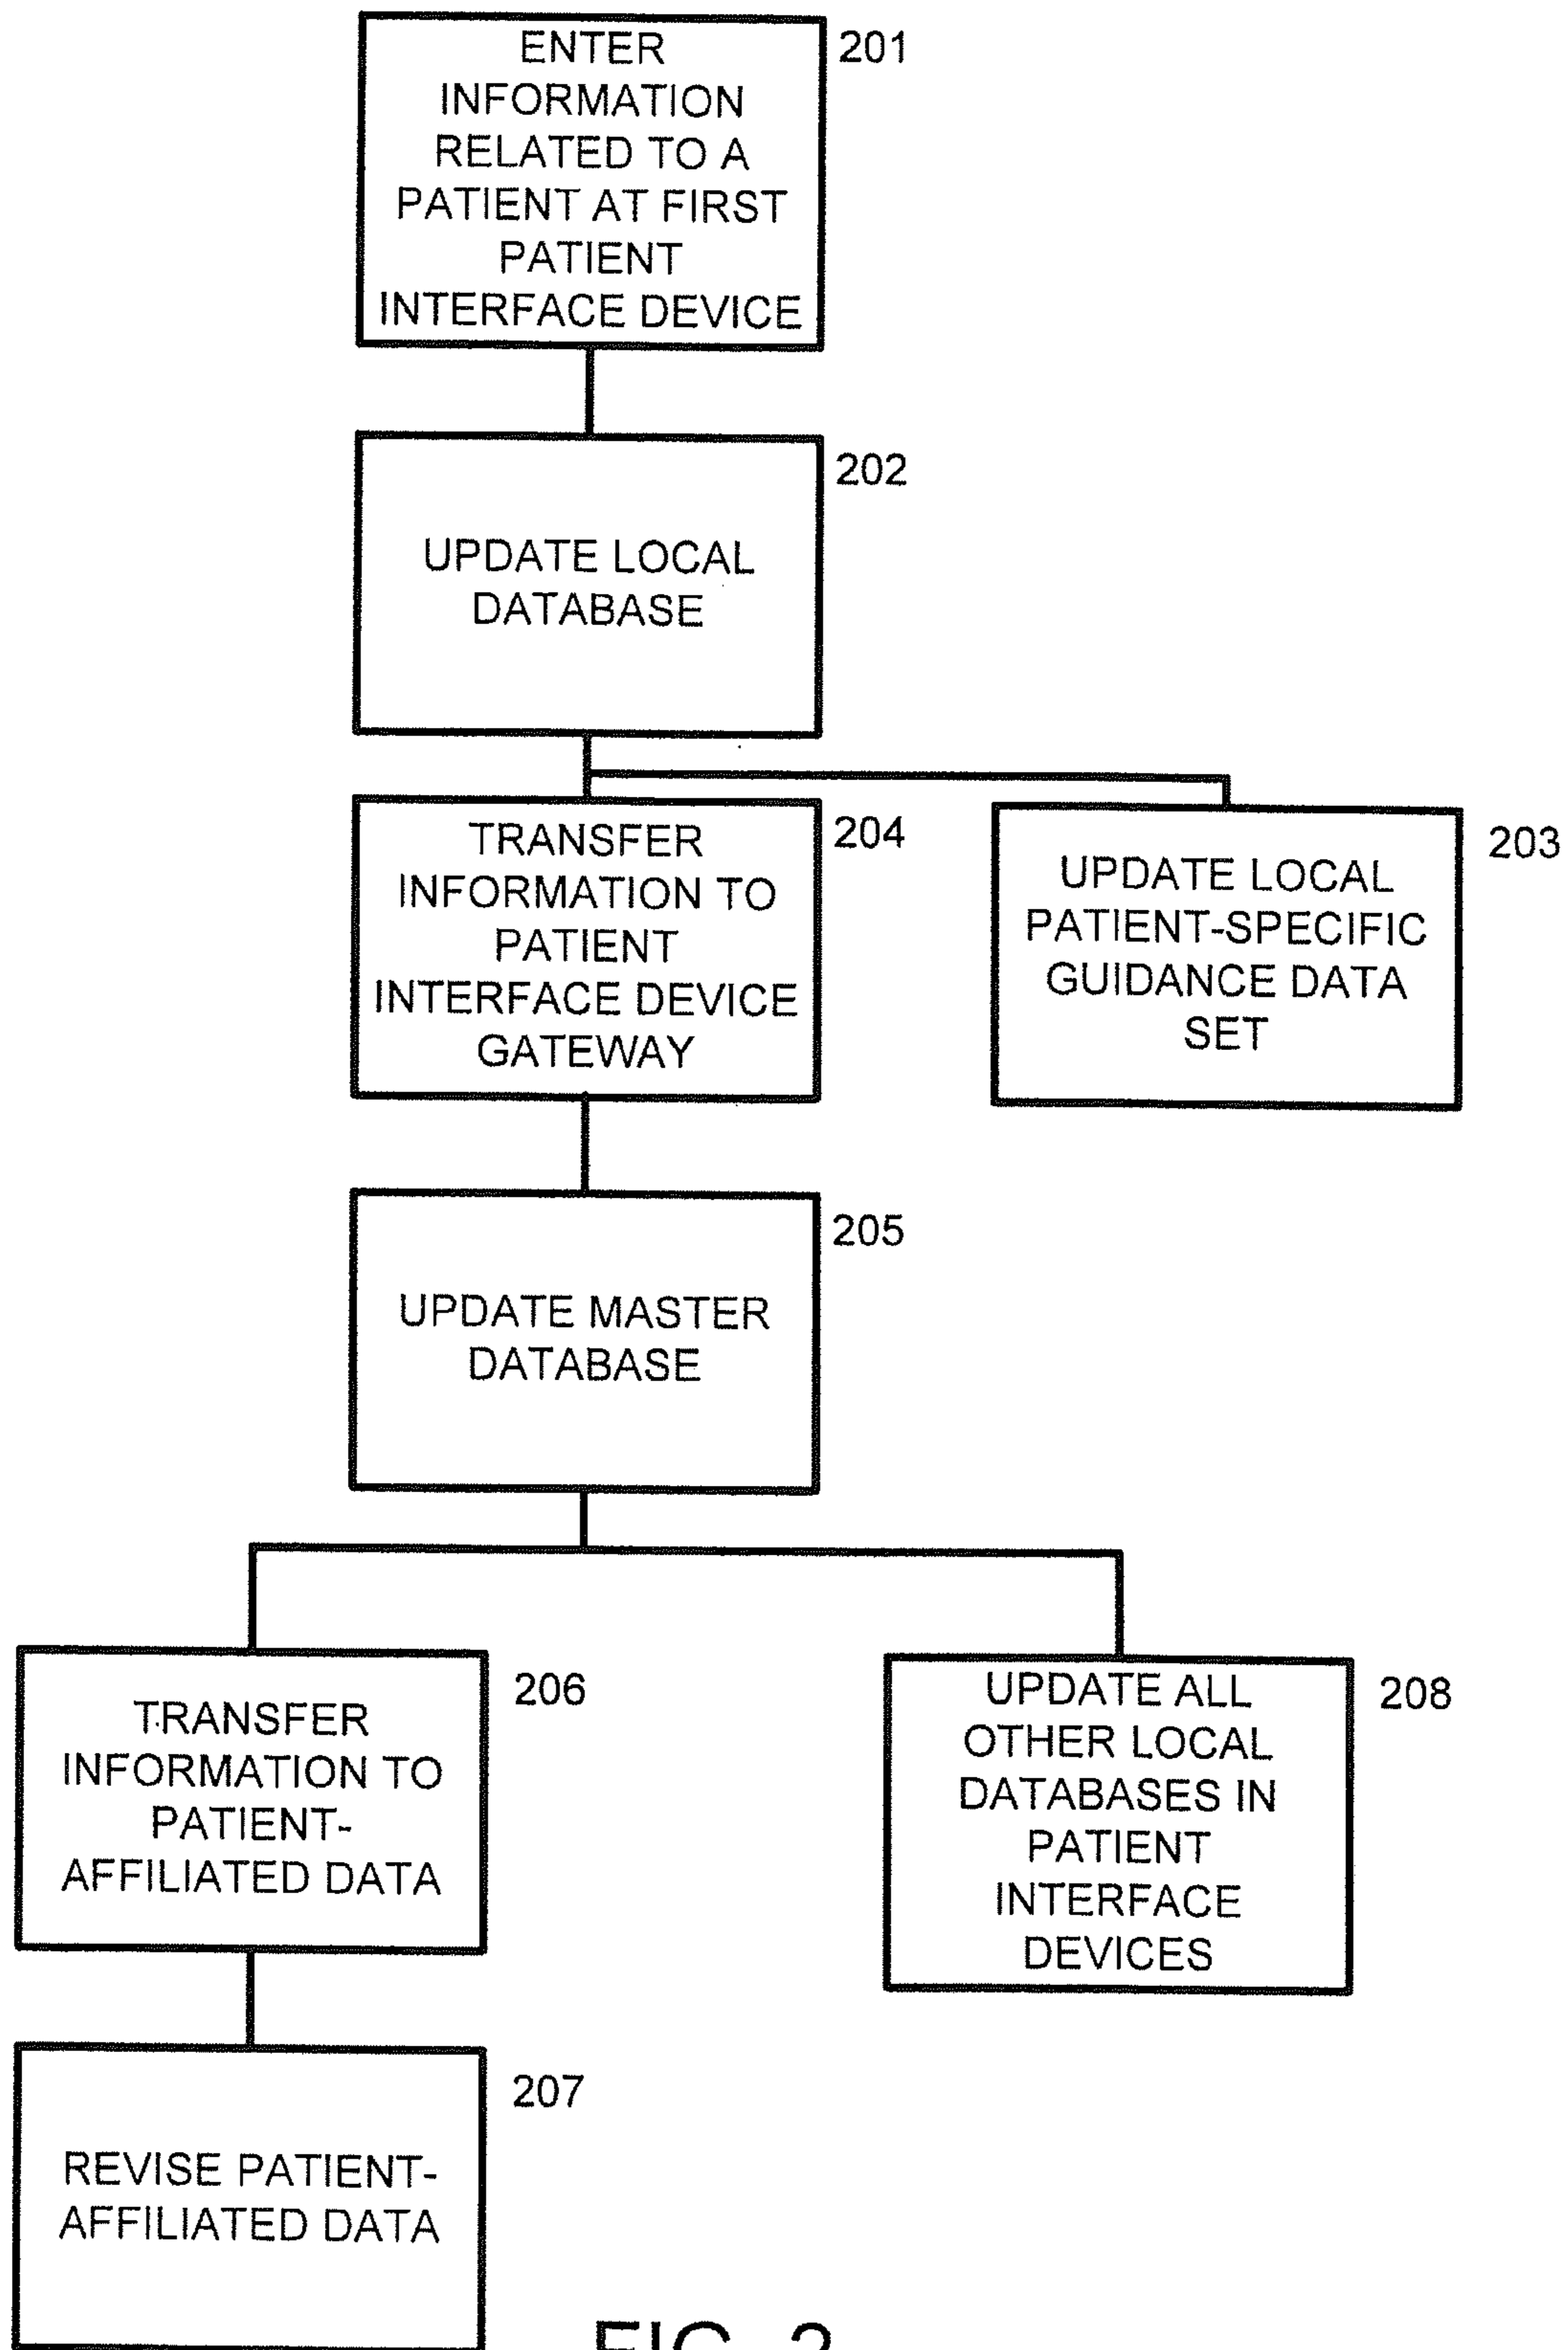 ENTER
INFORMATION
RELATED TO A
PATIENT AT FIRST
PATIENT
INTERFACE DEVICE
201
UPDATE LOCAL
DATABASE
202
TRANSFER
INFORMATION TO
PATIENT
INTERFACE DEVICE
GATEWAY
204
UPDATE LOCAL
PATIENT-SPECIFIC
GUIDANCE DATA
SET
203
UPDATE MASTER
DATABASE
205
TRANSFER
INFORMATION TO
PATIENT-
AFFILIATED DATA
206
UPDATE ALL
OTHER LOCAL
DATABASES IN
PATIENT
INTERFACE
DEVICES
208
REVISE PATIENT-
AFFILIATED DATA
207
FIG. 2